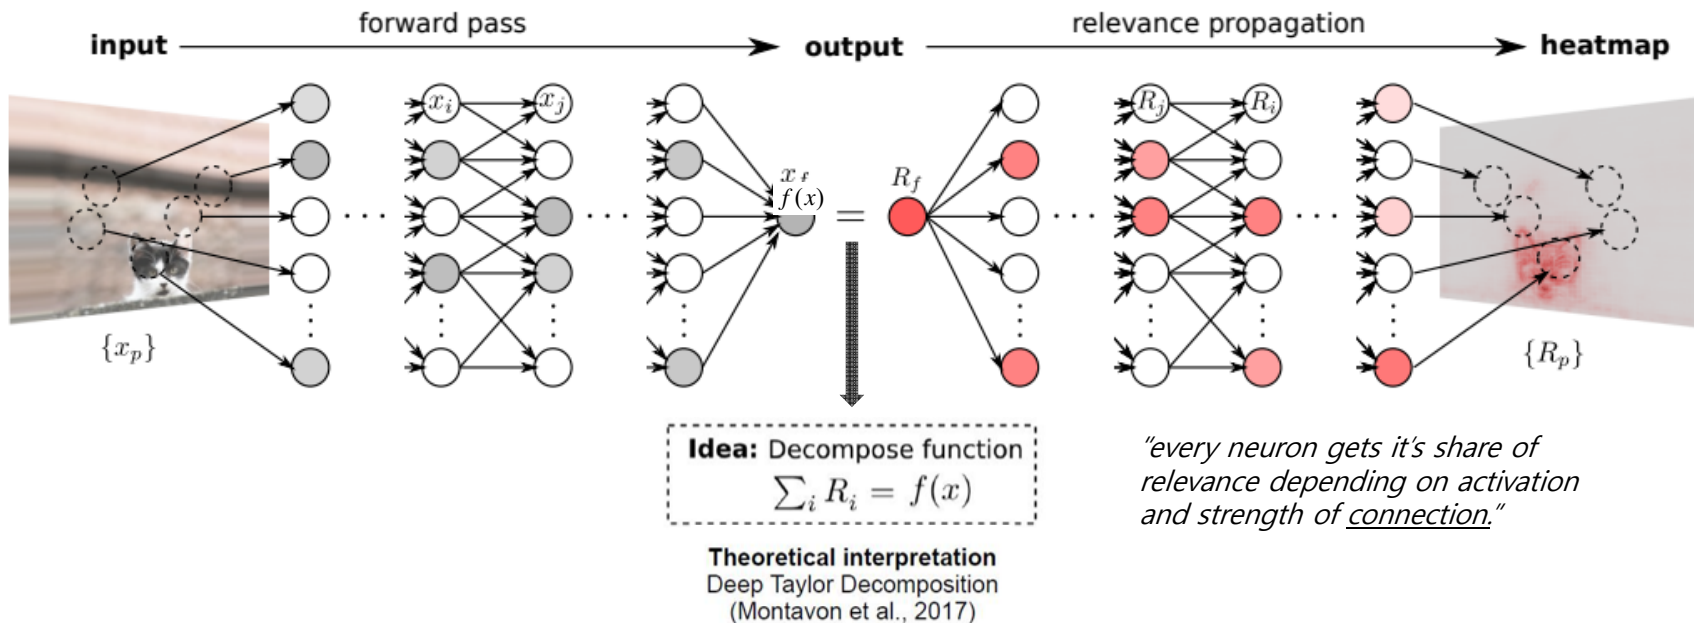 forward pass
relevance propagation
input
output
heatmap
x_i
x_j
R_j
R_i
x_f
f(x)
=
R_f
{x_p}
{R_p}
Idea: Decompose function
∑_i R_i = f(x)
"every neuron gets it's share of
relevance depending on activation
and strength of connection."
Theoretical interpretation
Deep Taylor Decomposition
(Montavon et al., 2017)